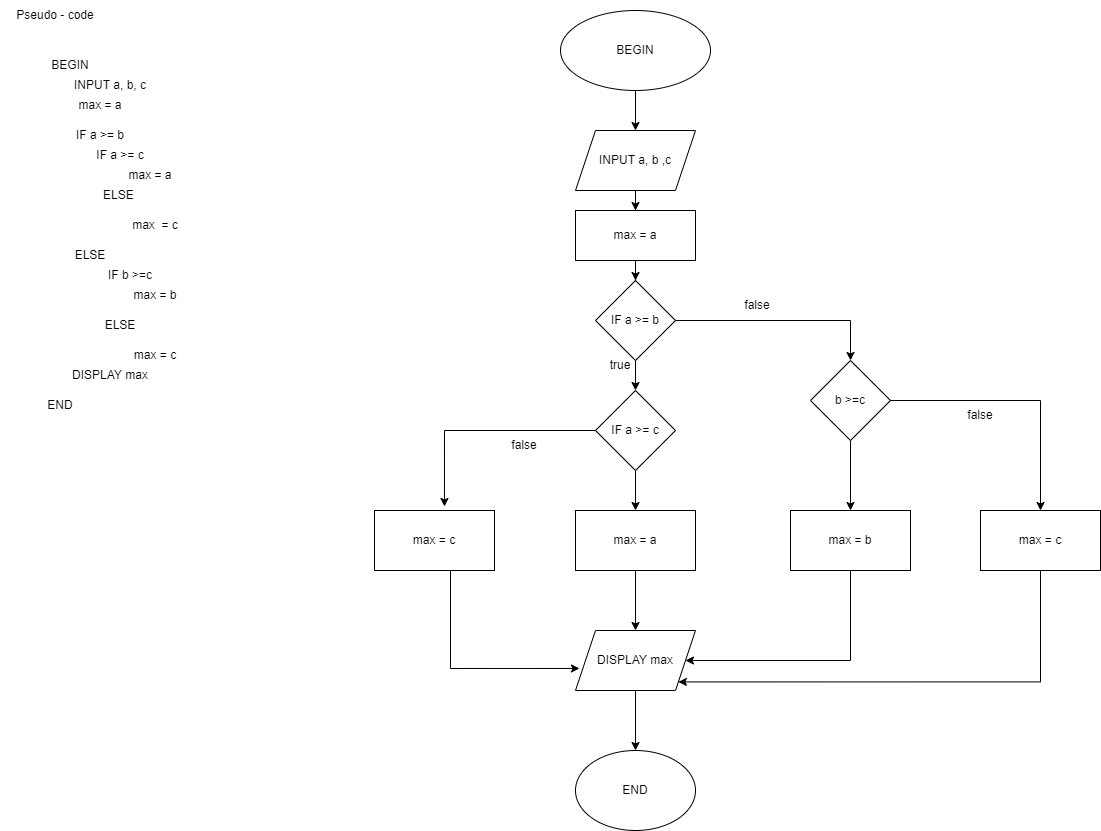 Pseudo - code
BEGIN
INPUT a, b, c
max = a
IF a >= b
IF a >= c
max = a
ELSE
max  = c
ELSE
IF b >=c
max = b
ELSE
max = c
DISPLAY max
END
BEGIN
INPUT a, b ,c
max = a
IF a >= b
false
true
b >=c
false
IF a >= c
false
max = c
max = a
max = b
max = c
DISPLAY max
END